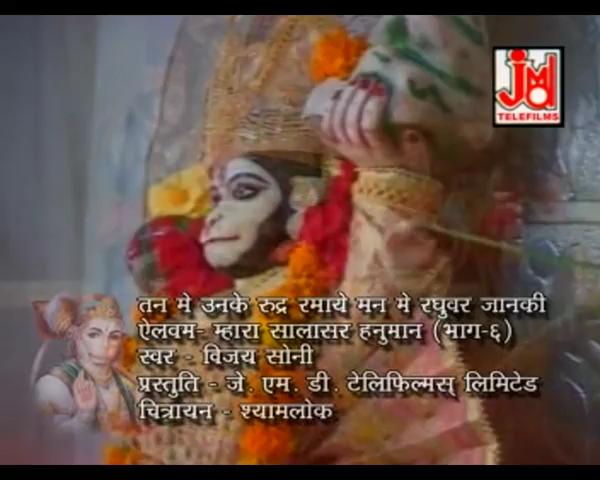 JMD
TELEFILMS
तन मे उनके रुद्र रमाये मन मे रघुवर जानकी
ऐलवम- म्हारा सालासर हनुमान (भाग-६)
स्वर - विजय सोनी
प्रस्तुति - जे. एम. डी. टेलिफिल्मस् लिमिटेड
चित्रायन - श्यामलोक